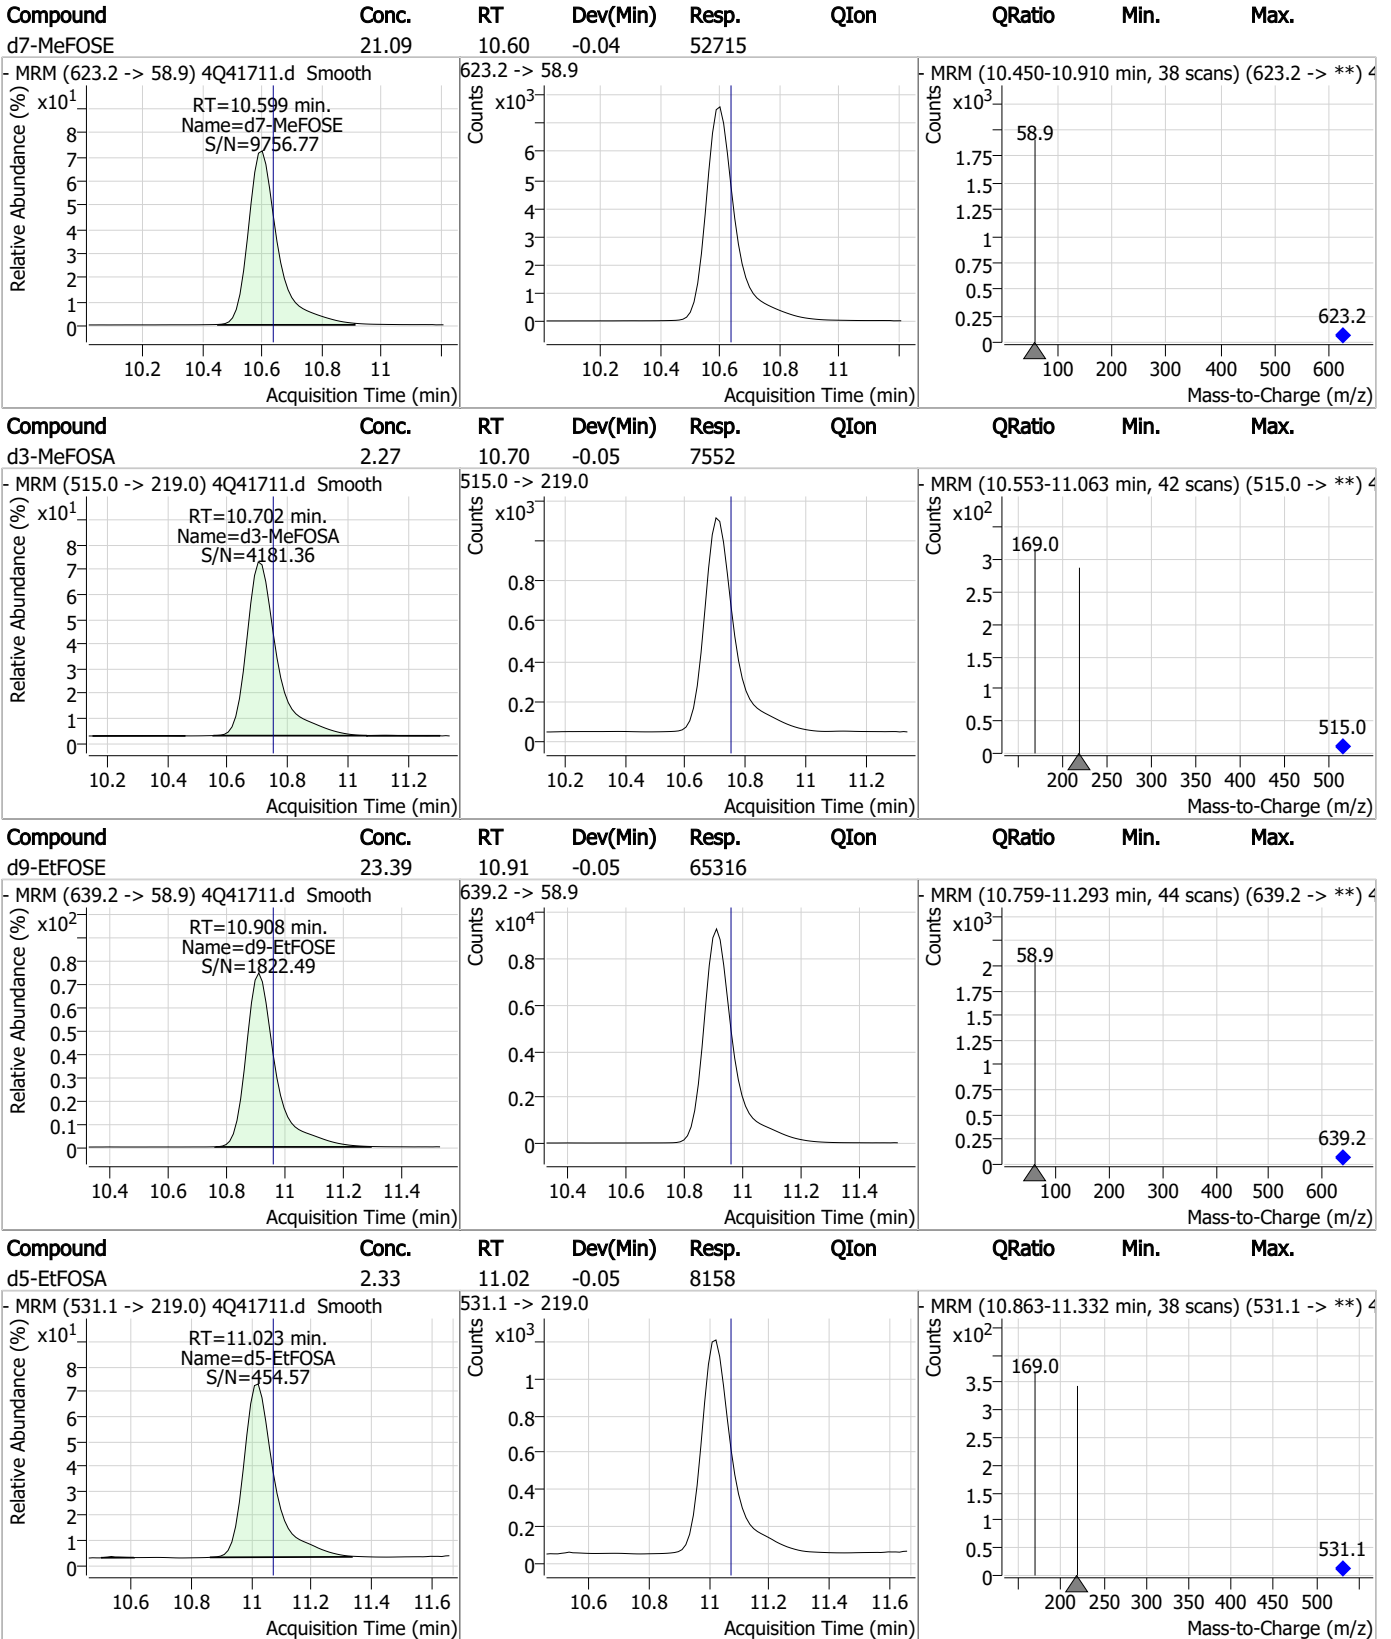 Compound Conc. RT Dev(Min) Resp. QIon QRatio Min. Max.
d7-MeFOSE 21.09 10.60 -0.04 52715
- MRM (623.2 -> 58.9) 4Q41711.d Smooth
Relative Abundance (%)
x10^1
RT=10.599 min.
Name=d7-MeFOSE
S/N=9756.77
8
7
6
5
4
3
2
1
0
10.2 10.4 10.6 10.8 11
Acquisition Time (min)
623.2 -> 58.9
Counts
x10^3
6
5
4
3
2
1
0
10.2 10.4 10.6 10.8 11
Acquisition Time (min)
- MRM (10.450-10.910 min, 38 scans) (623.2 -> **) 4
Counts
x10^3
58.9
1.75
1.5
1.25
1
0.75
0.5
0.25
0
623.2
100 200 300 400 500 600
Mass-to-Charge (m/z)
Compound Conc. RT Dev(Min) Resp. QIon QRatio Min. Max.
d3-MeFOSA 2.27 10.70 -0.05 7552
- MRM (515.0 -> 219.0) 4Q41711.d Smooth
Relative Abundance (%)
x10^1
RT=10.702 min.
Name=d3-MeFOSA
S/N=4181.36
8
7
6
5
4
3
2
1
0
10.2 10.4 10.6 10.8 11 11.2
Acquisition Time (min)
515.0 -> 219.0
Counts
x10^3
0.8
0.6
0.4
0.2
0
10.2 10.4 10.6 10.8 11 11.2
Acquisition Time (min)
- MRM (10.553-11.063 min, 42 scans) (515.0 -> **) 4
Counts
x10^2
169.0
3
2.5
2
1.5
1
0.5
0
515.0
200 250 300 350 400 450 500
Mass-to-Charge (m/z)
Compound Conc. RT Dev(Min) Resp. QIon QRatio Min. Max.
d9-EtFOSE 23.39 10.91 -0.05 65316
- MRM (639.2 -> 58.9) 4Q41711.d Smooth
Relative Abundance (%)
x10^2
RT=10.908 min.
Name=d9-EtFOSE
S/N=1822.49
0.8
0.7
0.6
0.5
0.4
0.3
0.2
0.1
0
10.4 10.6 10.8 11 11.2 11.4
Acquisition Time (min)
639.2 -> 58.9
Counts
x10^4
0.8
0.6
0.4
0.2
0
10.4 10.6 10.8 11 11.2 11.4
Acquisition Time (min)
- MRM (10.759-11.293 min, 44 scans) (639.2 -> **) 4
Counts
x10^3
58.9
2
1.75
1.5
1.25
1
0.75
0.5
0.25
0
639.2
100 200 300 400 500 600
Mass-to-Charge (m/z)
Compound Conc. RT Dev(Min) Resp. QIon QRatio Min. Max.
d5-EtFOSA 2.33 11.02 -0.05 8158
- MRM (531.1 -> 219.0) 4Q41711.d Smooth
Relative Abundance (%)
x10^1
RT=11.023 min.
Name=d5-EtFOSA
S/N=454.57
8
7
6
5
4
3
2
1
0
10.6 10.8 11 11.2 11.4 11.6
Acquisition Time (min)
531.1 -> 219.0
Counts
x10^3
1
0.8
0.6
0.4
0.2
0
10.6 10.8 11 11.2 11.4 11.6
Acquisition Time (min)
- MRM (10.863-11.332 min, 38 scans) (531.1 -> **) 4
Counts
x10^2
169.0
3.5
3
2.5
2
1.5
1
0.5
0
531.1
200 250 300 350 400 450 500
Mass-to-Charge (m/z)